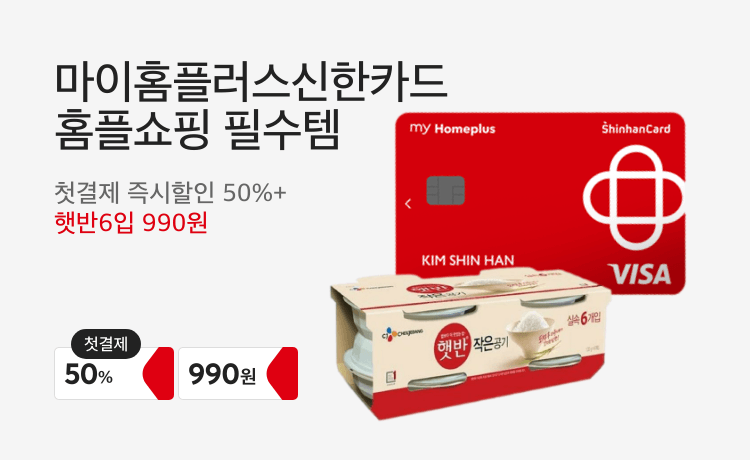 마이홈플러스신한카드
홈플쇼핑 필수템
첫결제 즉시할인 50%+
햇반6입 990원
my Homeplus
ShinhanCard
KIM SHIN HAN
VISA
CJ CHEILJEDANG
햇반 작은공기
실속 6개입
첫결제
50%
990원